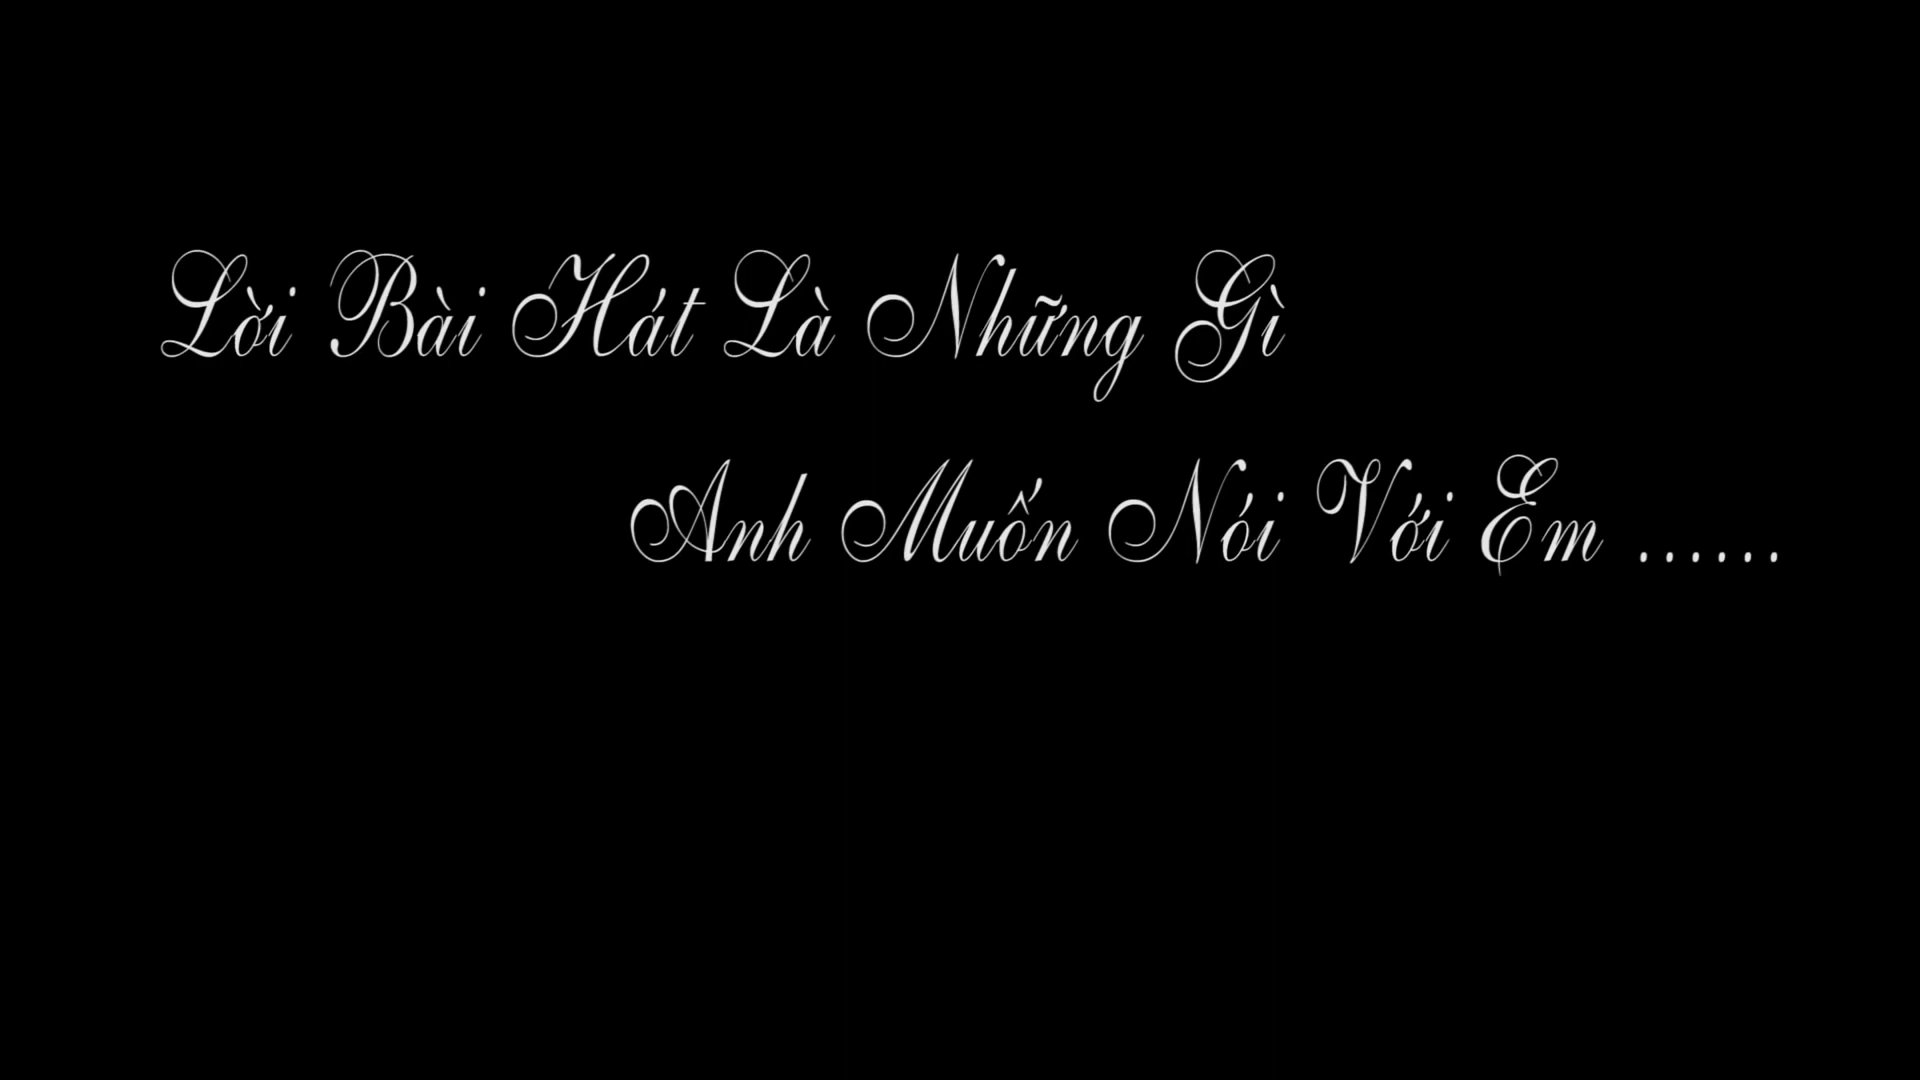 Lời Bài Hát Là Những Gì
Anh Muốn Nói Với Em ......